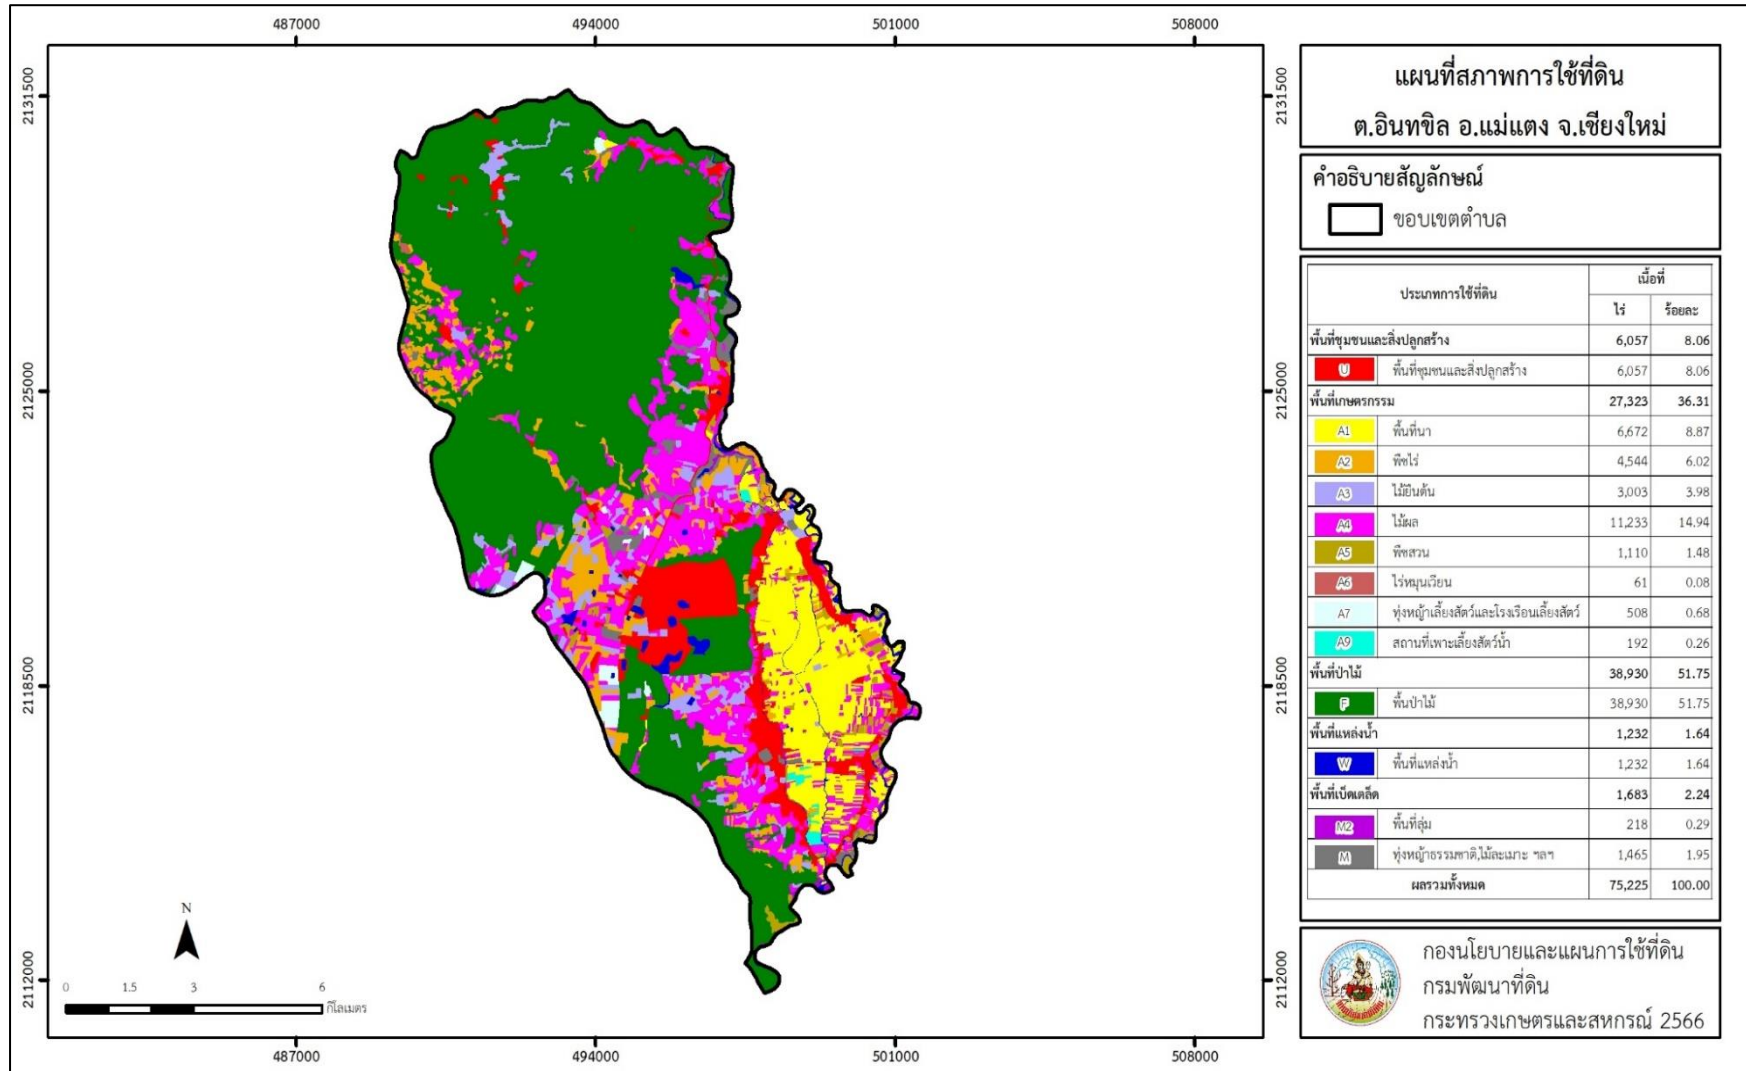 487000
494000
501000
508000
2131500
2125000
2118500
2112000
2131500
2125000
2118500
2112000
487000
494000
501000
508000
N
0 1.5 3 6
กิโลเมตร
แผนที่สภาพการใช้ที่ดิน
ต.อินทขิล อ.แม่แตง จ.เชียงใหม่
คำอธิบายสัญลักษณ์
ขอบเขตตำบล
ประเภทการใช้ที่ดิน เนื้อที่
ไร่ ร้อยละ
พื้นที่ชุมชนและสิ่งปลูกสร้าง 6,057 8.06
U พื้นที่ชุมชนและสิ่งปลูกสร้าง 6,057 8.06
พื้นที่เกษตรกรรม 27,323 36.31
A1 พื้นที่นา 6,672 8.87
A2 พืชไร่ 4,544 6.02
A3 ไม้ยืนต้น 3,003 3.98
A4 ไม้ผล 11,233 14.94
A5 พืชสวน 1,110 1.48
A6 ไร่หมุนเวียน 61 0.08
A7 ทุ่งหญ้าเลี้ยงสัตว์และโรงเรือนเลี้ยงสัตว์ 508 0.68
A9 สถานที่เพาะเลี้ยงสัตว์น้ำ 192 0.26
พื้นที่ป่าไม้ 38,930 51.75
F พื้นป่าไม้ 38,930 51.75
พื้นที่แหล่งน้ำ 1,232 1.64
W พื้นที่แหล่งน้ำ 1,232 1.64
พื้นที่เบ็ดเตล็ด 1,683 2.24
M2 พื้นที่ลุ่ม 218 0.29
M ทุ่งหญ้าธรรมชาติ,ไม้ละเมาะ ฯลฯ 1,465 1.95
ผลรวมทั้งหมด 75,225 100.00
กองนโยบายและแผนการใช้ที่ดิน
กรมพัฒนาที่ดิน
กระทรวงเกษตรและสหกรณ์ 2566